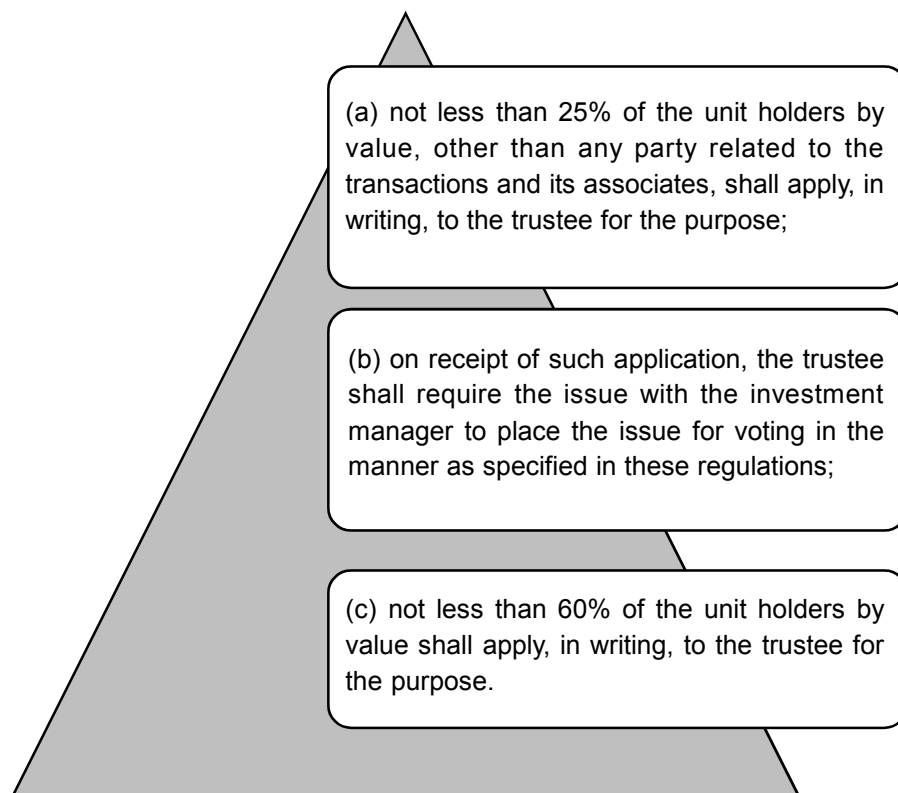 (a) not less than 25% of the unit holders by
value, other than any party related to the
transactions and its associates, shall apply, in
writing, to the trustee for the purpose;
(b) on receipt of such application, the trustee
shall require the issue with the investment
manager to place the issue for voting in the
manner as specified in these regulations;
(c) not less than 60% of the unit holders by
value shall apply, in writing, to the trustee for
the purpose.